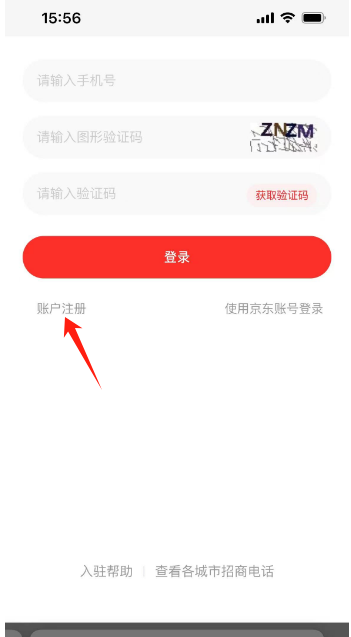 15:56
请输入手机号
请输入图形验证码 ZNZM
请输入验证码 获取验证码
登录
账户注册 使用京东账号登录
入驻帮助 | 查看各城市招商电话